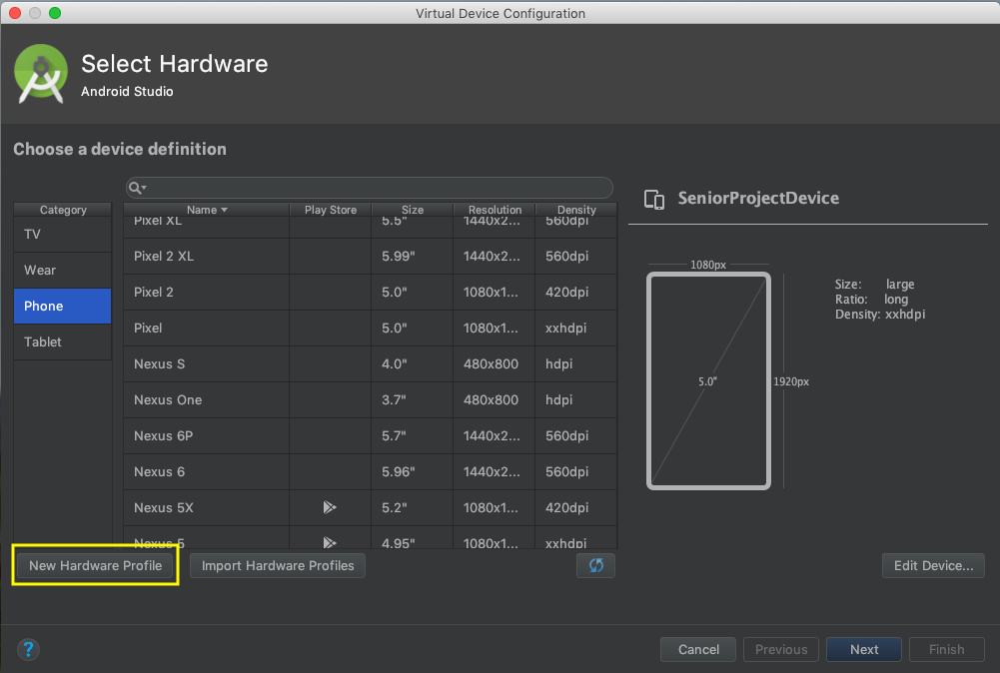 Virtual Device Configuration
Select Hardware
Android Studio
Choose a device definition
Category
TV
Wear
Phone
Tablet
Name Play Store Size Resolution Density
Pixel XL 5.5" 1440x2... 560dpi
Pixel 2 XL 5.99" 1440x2... 560dpi
Pixel 2 5.0" 1080x1... 420dpi
Pixel 5.0" 1080x1... xxhdpi
Nexus S 4.0" 480x800 hdpi
Nexus One 3.7" 480x800 hdpi
Nexus 6P 5.7" 1440x2... 560dpi
Nexus 6 5.96" 1440x2... 560dpi
Nexus 5X 5.2" 1080x1... 420dpi
Nexus 5 4.95" 1080x1... xxhdpi
SeniorProjectDevice
1080px
5.0"
1920px
Size: large
Ratio: long
Density: xxhdpi
New Hardware Profile
Import Hardware Profiles
Edit Device...
?
Cancel
Previous
Next
Finish